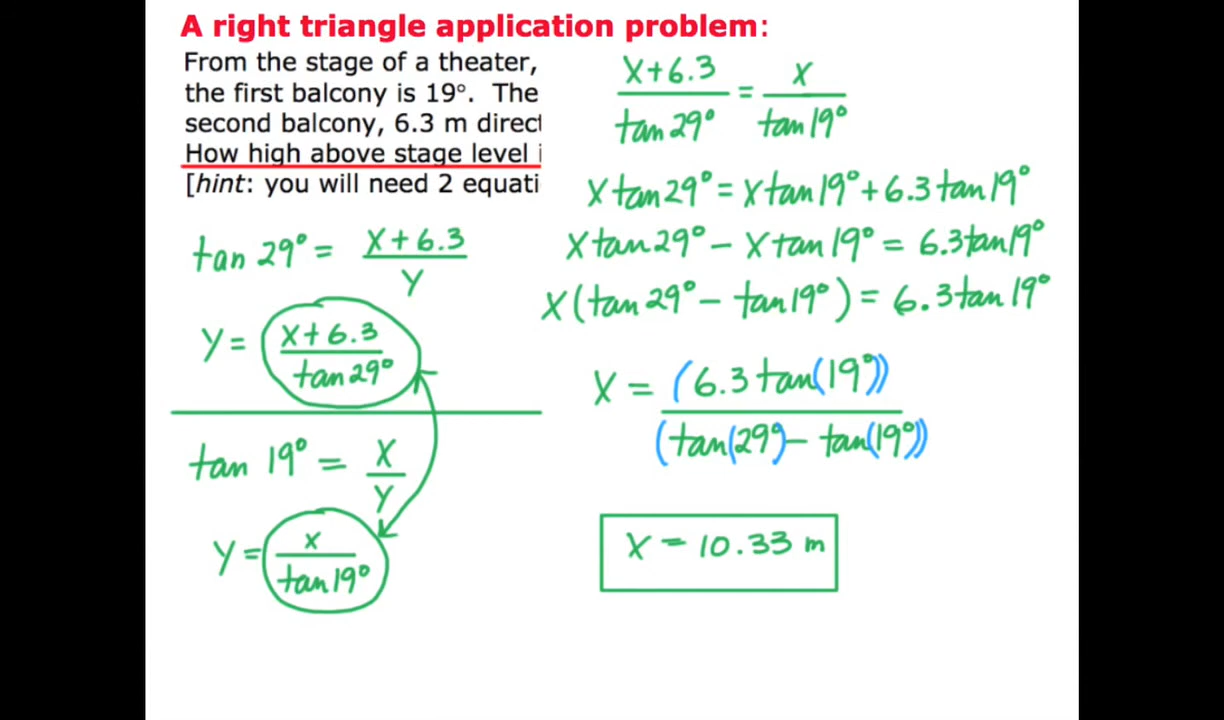 A right triangle application problem:
From the stage of a theater,
the first balcony is 19°. The
second balcony, 6.3 m direct
How high above stage level i
[hint: you will need 2 equati
tan 29° = X+6.3/Y
Y = X+6.3/tan 29°
tan 19° = X/Y
Y = X/tan 19°
X+6.3/tan 29° = X/tan 19°
X tan 29° = X tan 19° + 6.3 tan 19°
X tan 29° - X tan 19° = 6.3 tan 19°
X (tan 29° - tan 19°) = 6.3 tan 19°
X = (6.3 tan(19°))/(tan(29°) - tan(19°))
X = 10.33 m